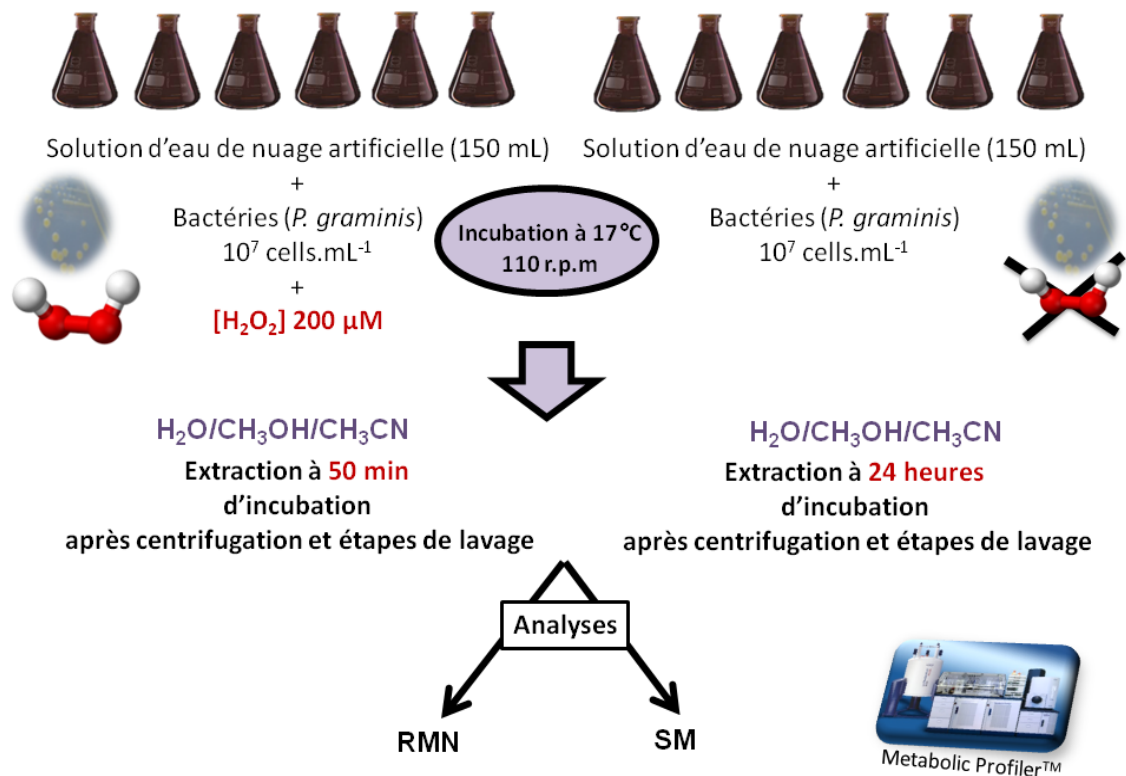 Solution d'eau de nuage artificielle (150 mL)
+
Bactéries (P. graminis)
10⁷ cells.mL⁻¹
+
[H₂O₂] 200 µM
Incubation à 17°C
110 r.p.m
Solution d'eau de nuage artificielle (150 mL)
+
Bactéries (P. graminis)
10⁷ cells.mL⁻¹
H₂O/CH₃OH/CH₃CN
Extraction à 50 min
d'incubation
après centrifugation et étapes de lavage
H₂O/CH₃OH/CH₃CN
Extraction à 24 heures
d'incubation
après centrifugation et étapes de lavage
Analyses
RMN
SM
Metabolic Profiler™